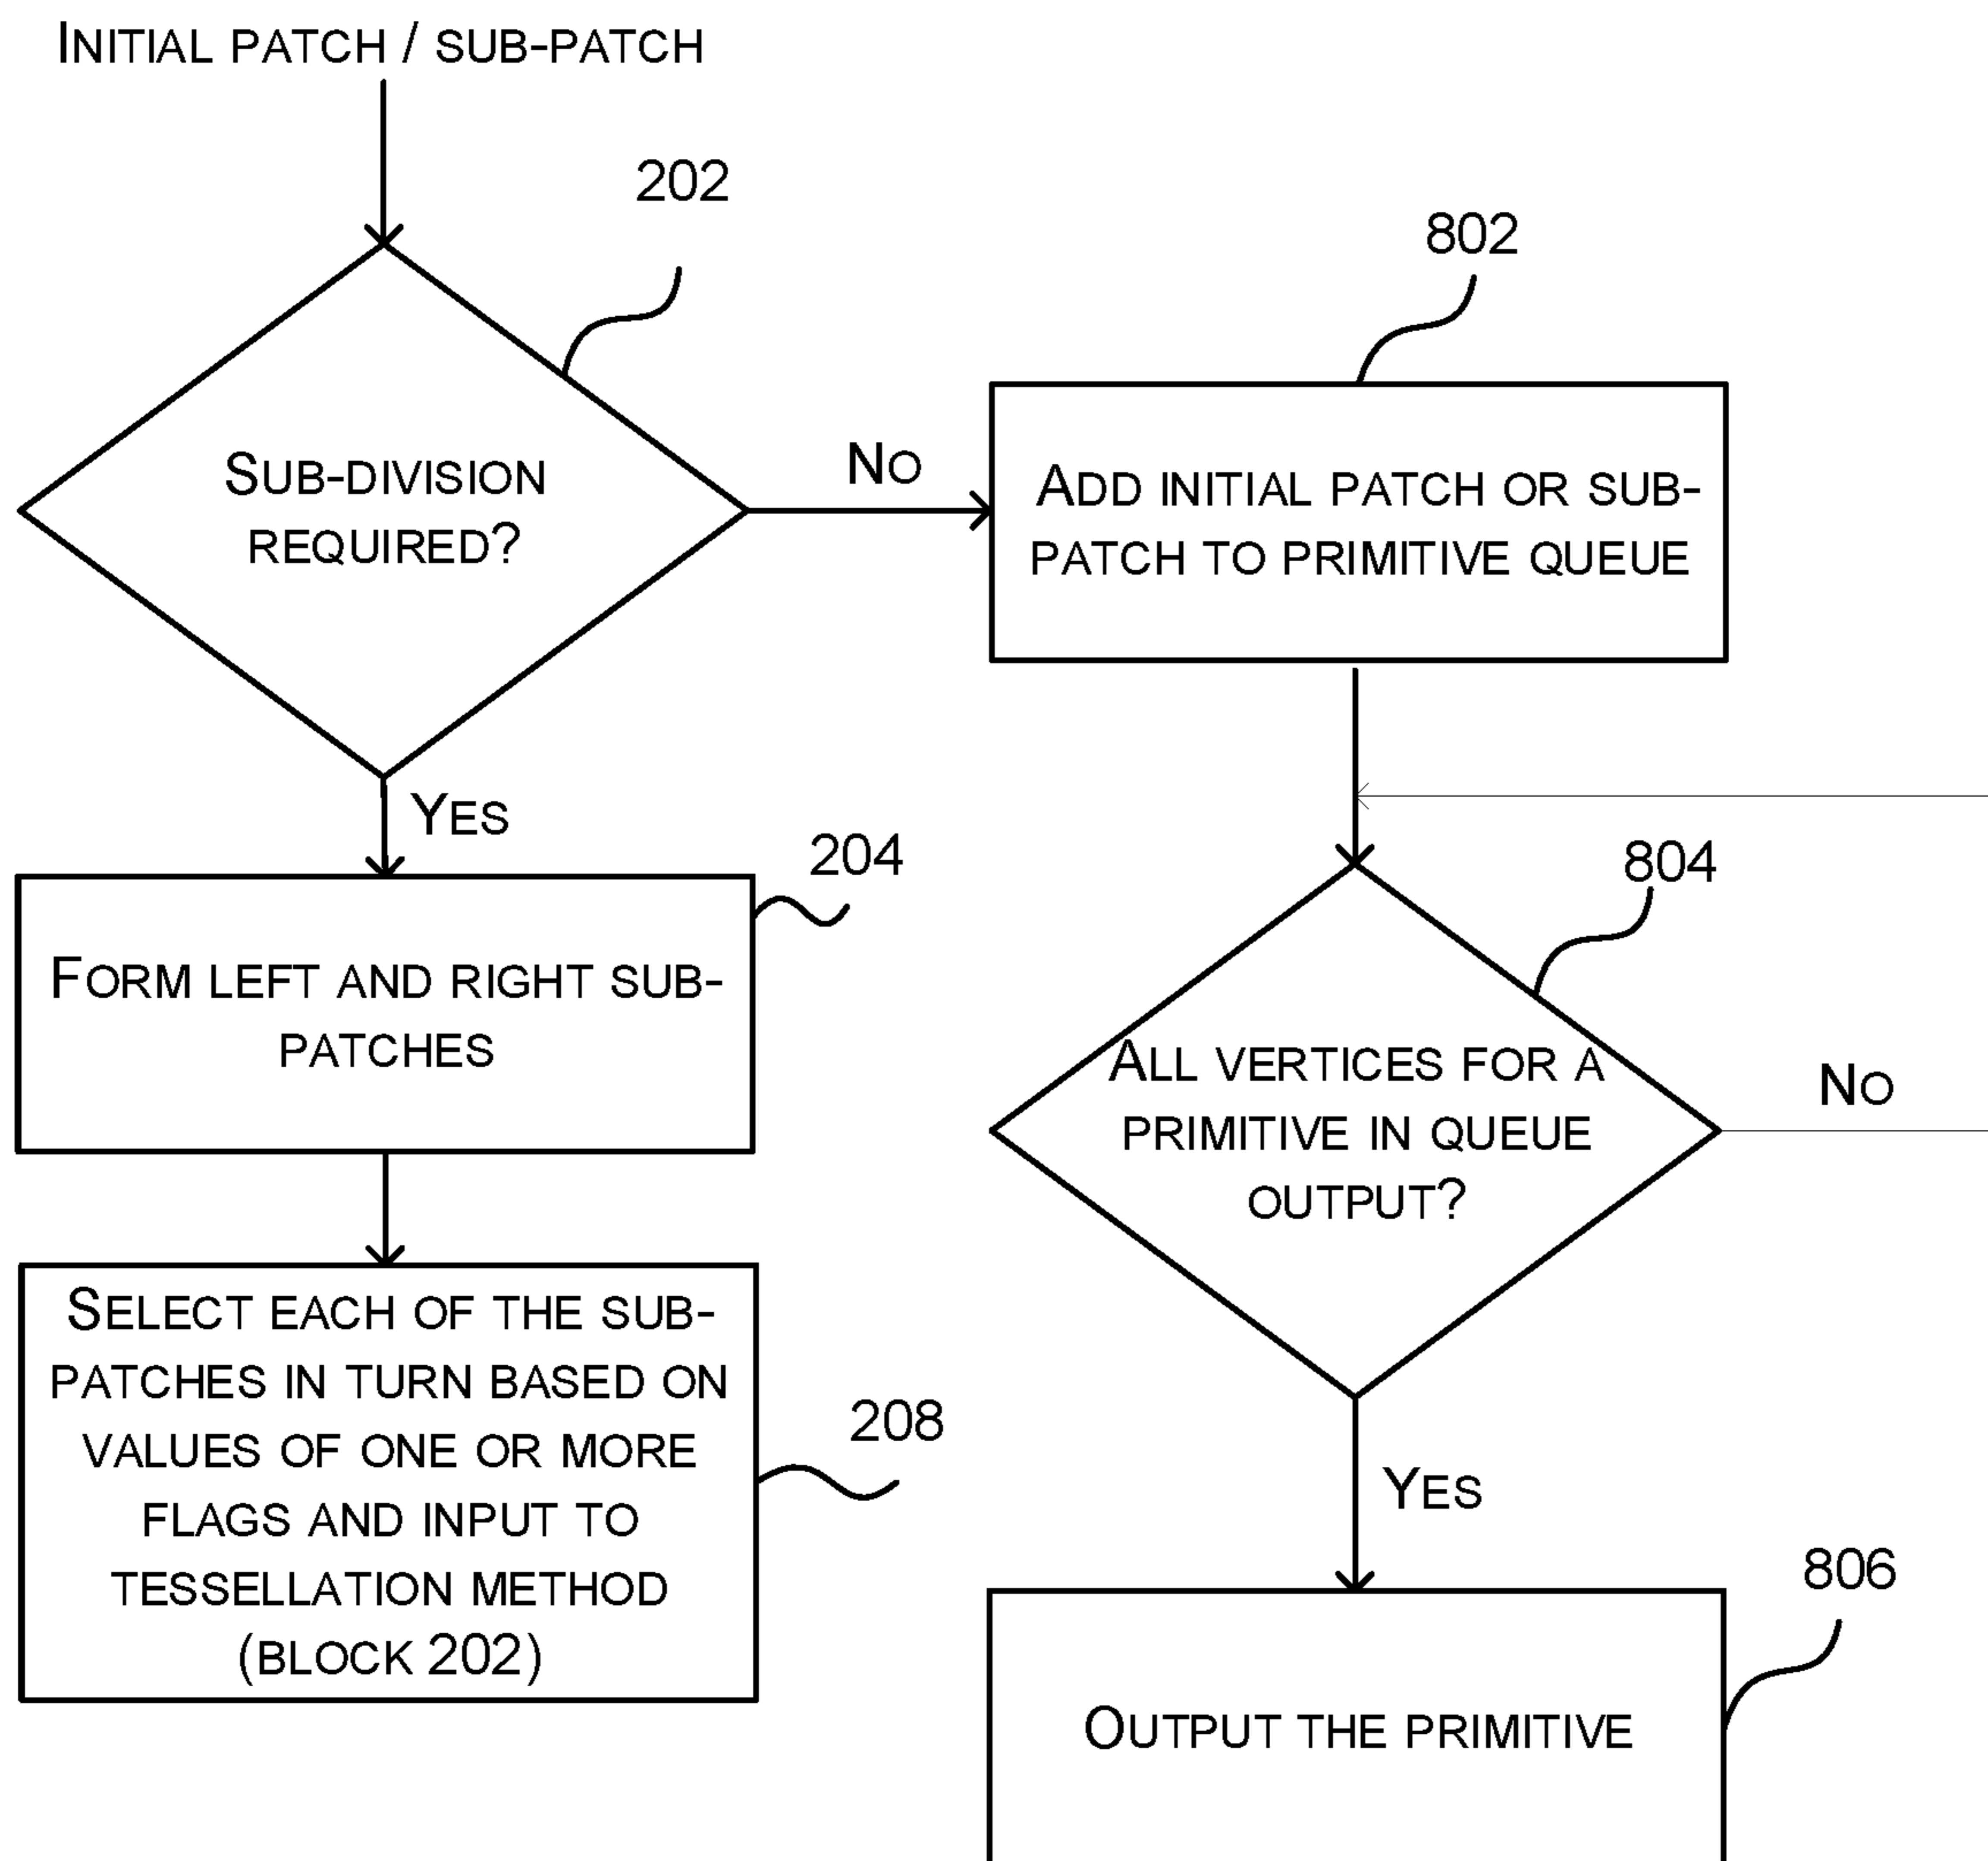 INITIAL PATCH / SUB-PATCH
202
SUB-DIVISION
REQUIRED?
NO
YES
802
ADD INITIAL PATCH OR SUB-
PATCH TO PRIMITIVE QUEUE
204
FORM LEFT AND RIGHT SUB-
PATCHES
804
ALL VERTICES FOR A
PRIMITIVE IN QUEUE
OUTPUT?
NO
YES
208
SELECT EACH OF THE SUB-
PATCHES IN TURN BASED ON
VALUES OF ONE OR MORE
FLAGS AND INPUT TO
TESSELLATION METHOD
(BLOCK 202)
806
OUTPUT THE PRIMITIVE